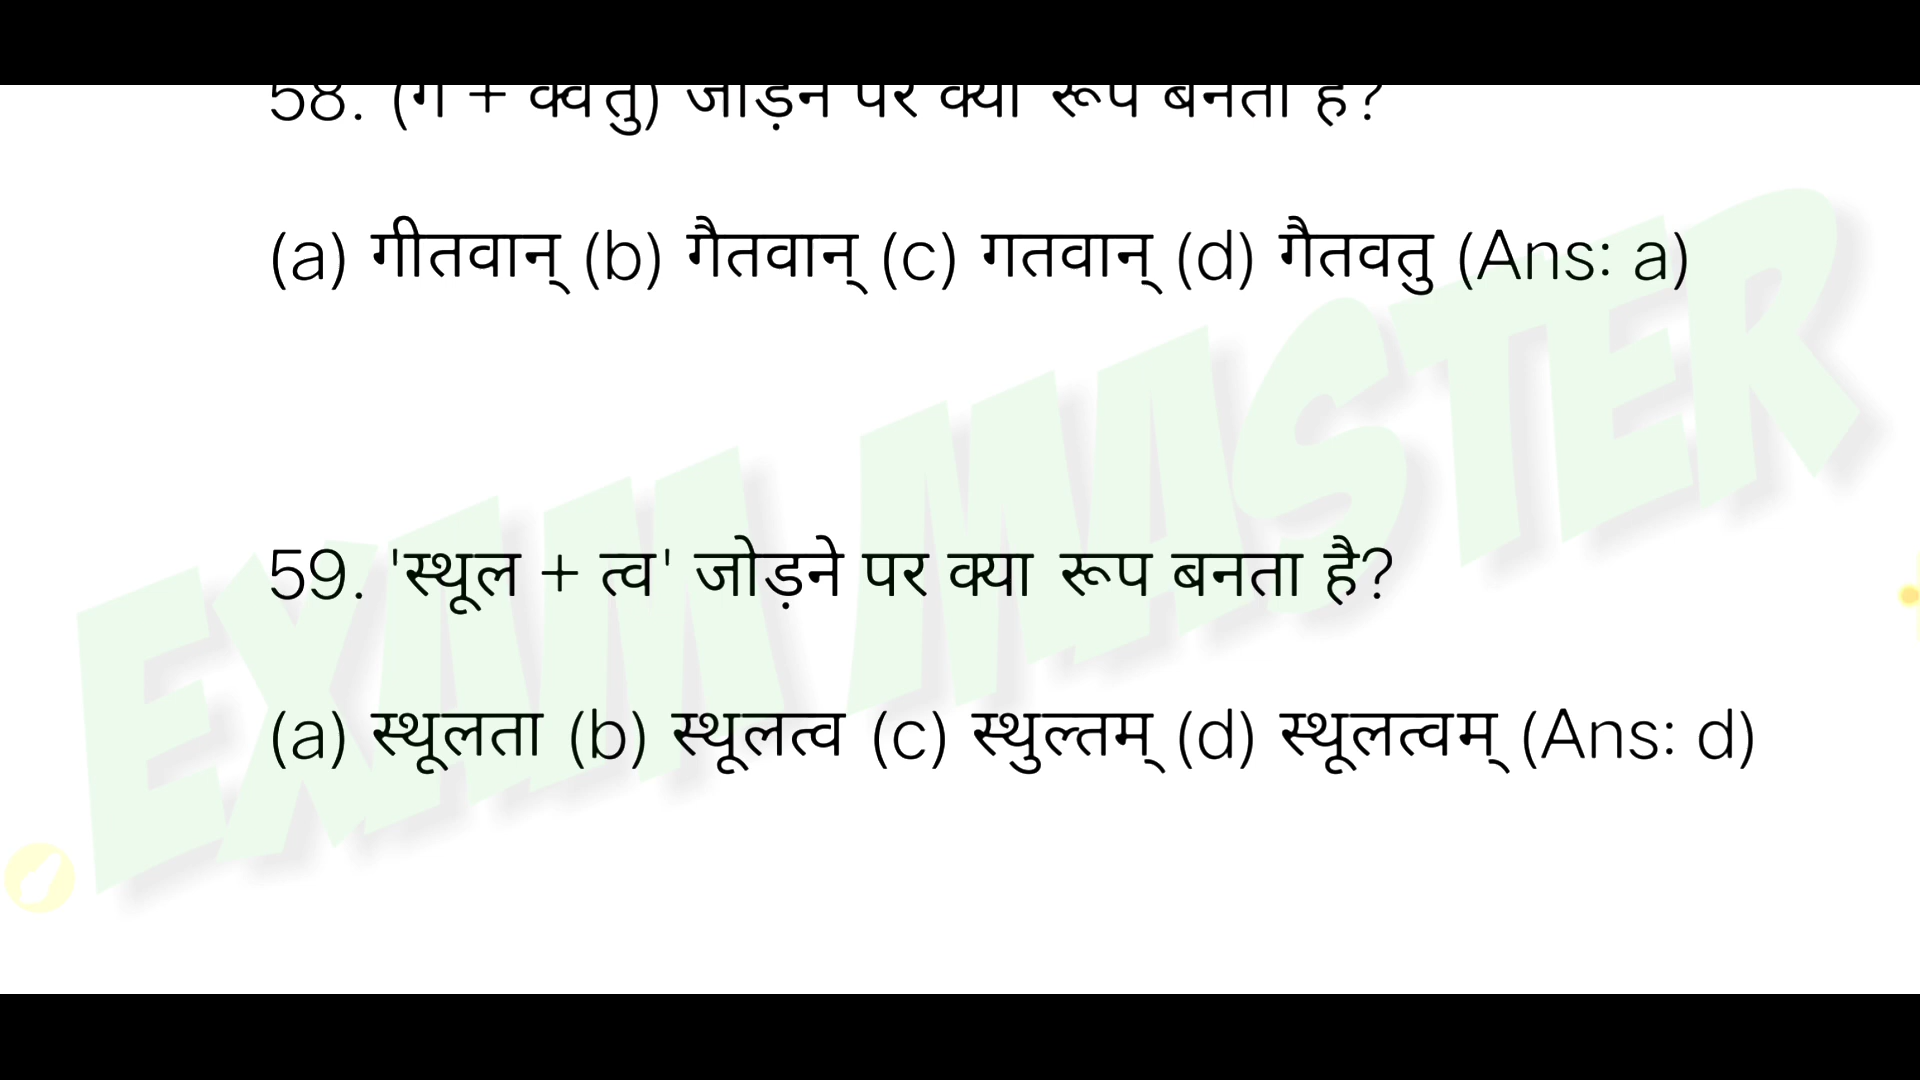 58. ( + क्वतु) जोड़ने पर क्या रूप बनता है?
(a) गीतवान् (b) गैतवान् (c) गतवान् (d) गैतवतु (Ans: a)
59. 'स्थूल + त्व' जोड़ने पर क्या रूप बनता है?
(a) स्थूलता (b) स्थूलत्व (c) स्थुल्तम् (d) स्थूलत्वम् (Ans: d)
EXAM MASTER